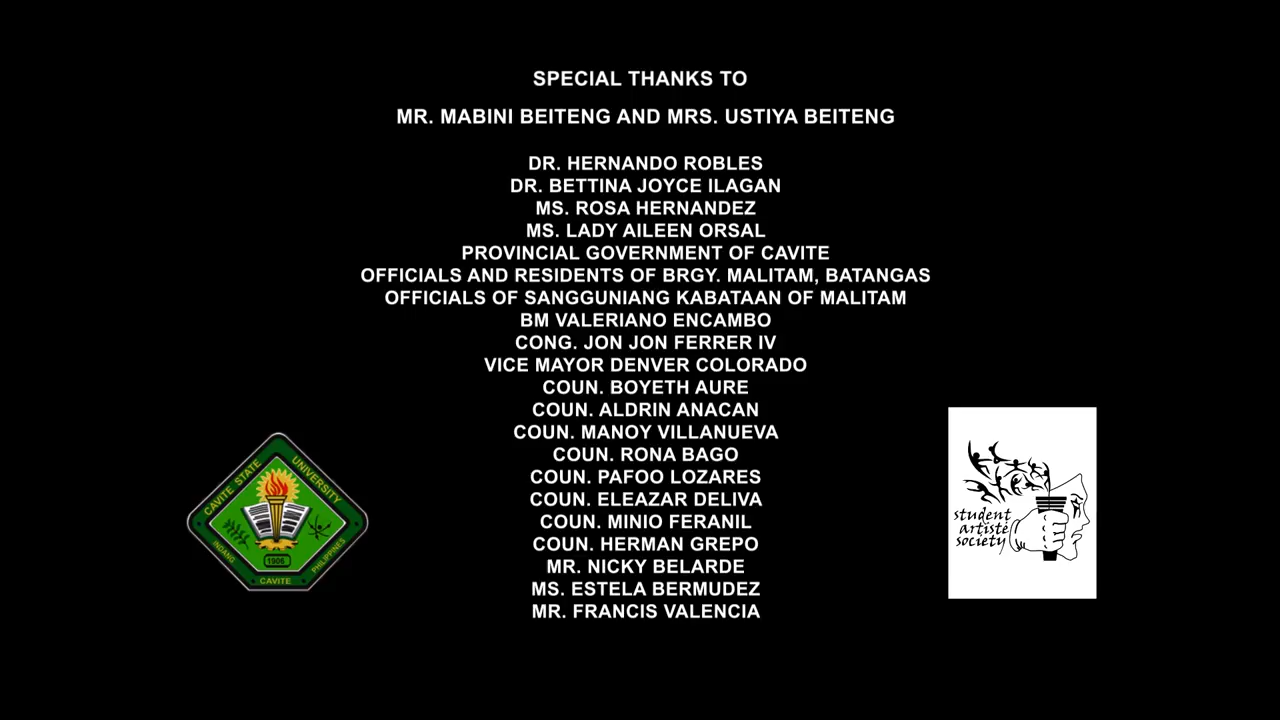 SPECIAL THANKS TO
MR. MABINI BEITENG AND MRS. USTIYA BEITENG
DR. HERNANDO ROBLES
DR. BETTINA JOYCE ILAGAN
MS. ROSA HERNANDEZ
MS. LADY AILEEN ORSAL
PROVINCIAL GOVERNMENT OF CAVITE
OFFICIALS AND RESIDENTS OF BRGY. MALITAM, BATANGAS
OFFICIALS OF SANGGUNIANG KABATAAN OF MALITAM
BM VALERIANO ENCAMBO
CONG. JON JON FERRER IV
VICE MAYOR DENVER COLORADO
COUN. BOYETH AURE
COUN. ALDRIN ANACAN
COUN. MANOY VILLANUEVA
COUN. RONA BAGO
COUN. PAFOO LOZARES
COUN. ELEAZAR DELIVA
COUN. MINIO FERANIL
COUN. HERMAN GREPO
MR. NICKY BELARDE
MS. ESTELA BERMUDEZ
MR. FRANCIS VALENCIA
CAVITE STATE UNIVERSITY
INDANG
CAVITE
PHILIPPINES
1906
student
artiste
society